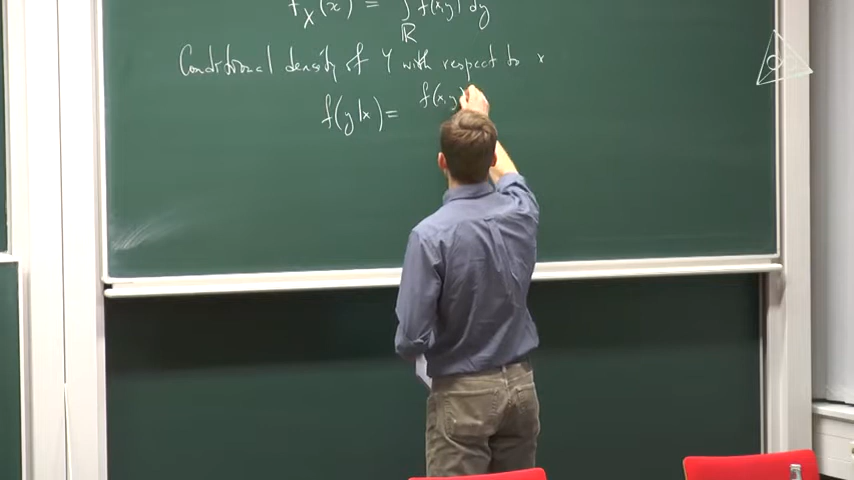 f_X(x) = ∫_ℝ f(x,y) dy
Conditional density of Y with respect to x
f(y|x) = f(x,y)